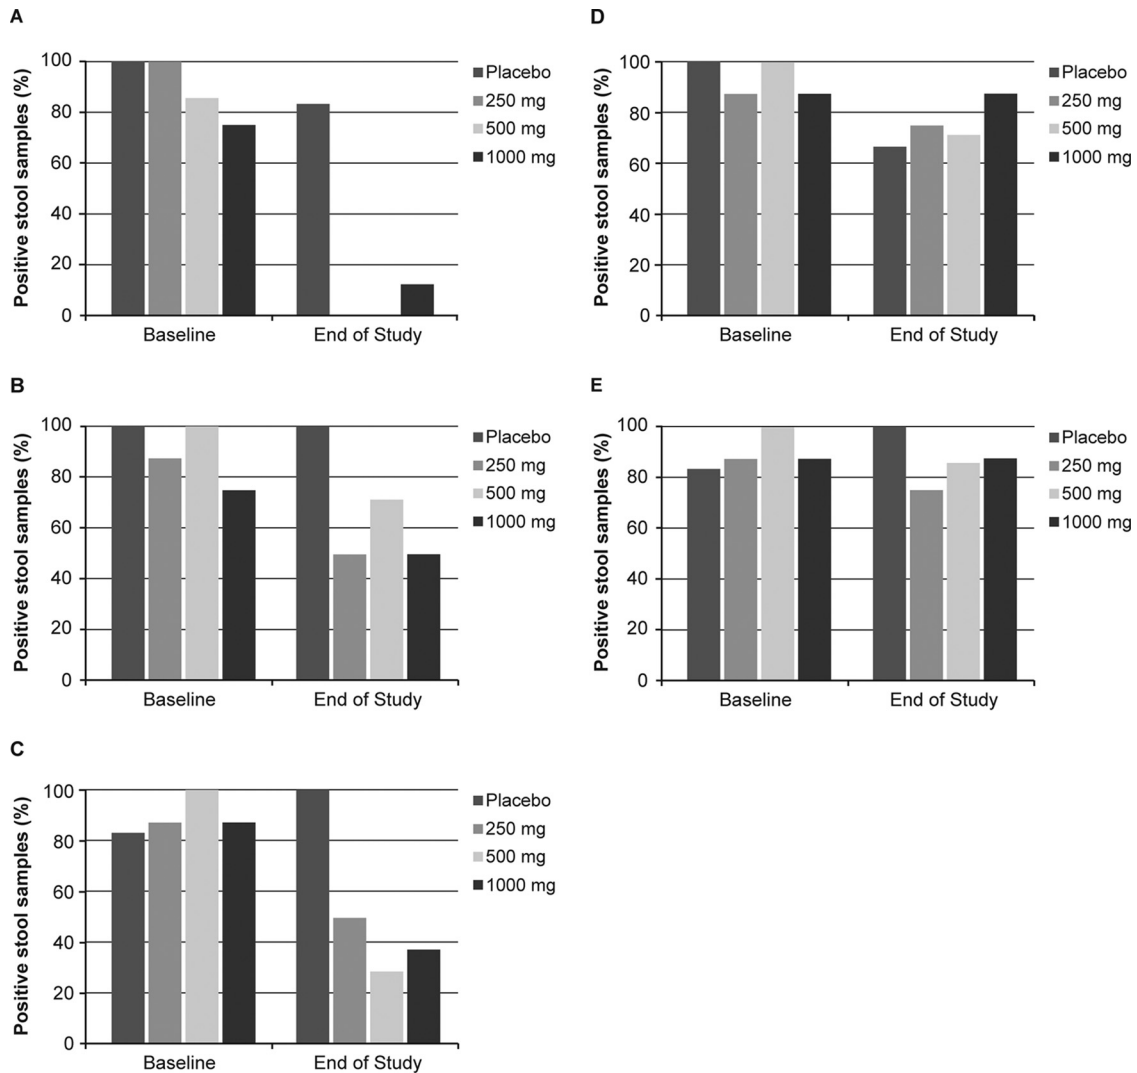 A
Positive stool samples (%)
100
80
60
40
20
0
Baseline
End of Study
Placebo
250 mg
500 mg
1000 mg
B
Positive stool samples (%)
100
80
60
40
20
0
Baseline
End of Study
Placebo
250 mg
500 mg
1000 mg
C
Positive stool samples (%)
100
80
60
40
20
0
Baseline
End of Study
Placebo
250 mg
500 mg
1000 mg
D
Positive stool samples (%)
100
80
60
40
20
0
Baseline
End of Study
Placebo
250 mg
500 mg
1000 mg
E
Positive stool samples (%)
100
80
60
40
20
0
Baseline
End of Study
Placebo
250 mg
500 mg
1000 mg